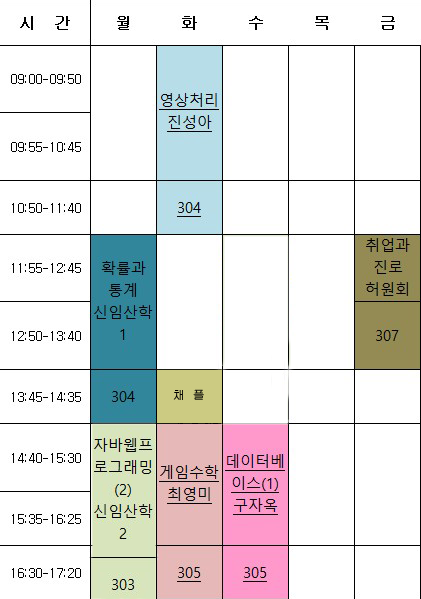 시 간 월 화 수 목 금
09:00-09:50
영상처리
진성아
09:55-10:45
10:50-11:40 304
11:55-12:45
확률과
통계
신임산학
1
취업과
진로
허원회
12:50-13:40 307
13:45-14:35 304 채 플
14:40-15:30
자바웹프
로그래밍
(2)
신임산학
2
게임수학
최영미
데이터베
이스(1)
구자옥
15:35-16:25
16:30-17:20 303 305 305